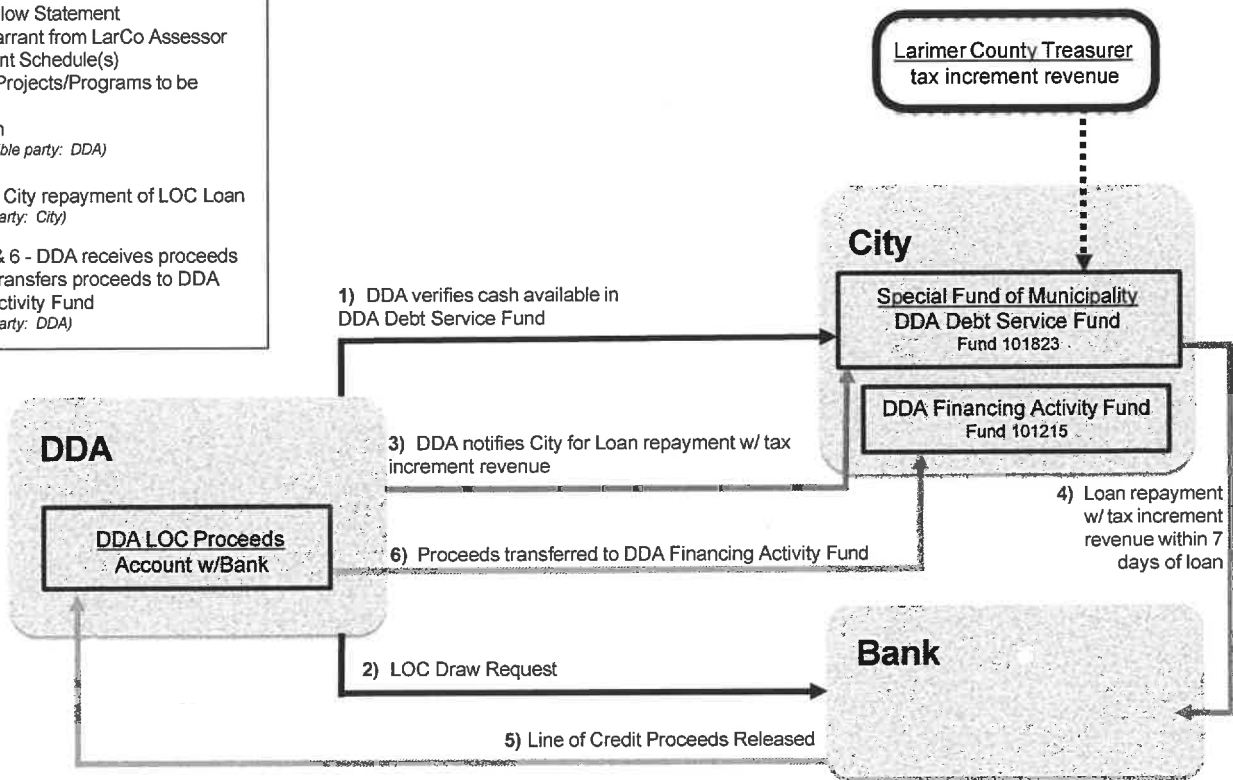 low Statement
arrant from LarCo Assessor
nt Schedule(s)
Projects/Programs to be
n
ble party: DDA)
City repayment of LOC Loan
arty: City)
& 6 - DDA receives proceeds
ransfers proceeds to DDA
ctivity Fund
arty: DDA)
Larimer County Treasurer
tax increment revenue
City
Special Fund of Municipality
DDA Debt Service Fund
Fund 101823
DDA Financing Activity Fund
Fund 101215
1) DDA verifies cash available in
DDA Debt Service Fund
DDA
DDA LOC Proceeds
Account w/Bank
3) DDA notifies City for Loan repayment w/ tax
increment revenue
6) Proceeds transferred to DDA Financing Activity Fund
4) Loan repayment
w/ tax increment
revenue within 7
days of loan
2) LOC Draw Request
Bank
5) Line of Credit Proceeds Released